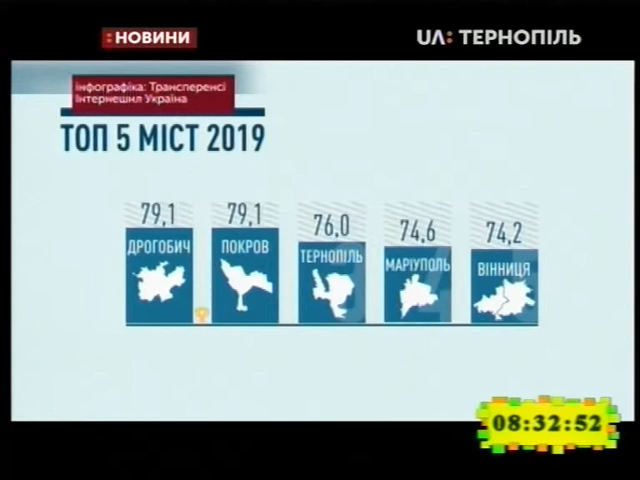 :НОВИНИ
UA: ТЕРНОПІЛЬ
інфографіка: Трансперенсі
Інтернешнл Україна
ТОП 5 МІСТ 2019
79,1
79,1
76,0
74,6
74,2
ДРОГОБИЧ
ПОКРОВ
ТЕРНОПІЛЬ
МАРІУПОЛЬ
ВІННИЦЯ
08:32:52